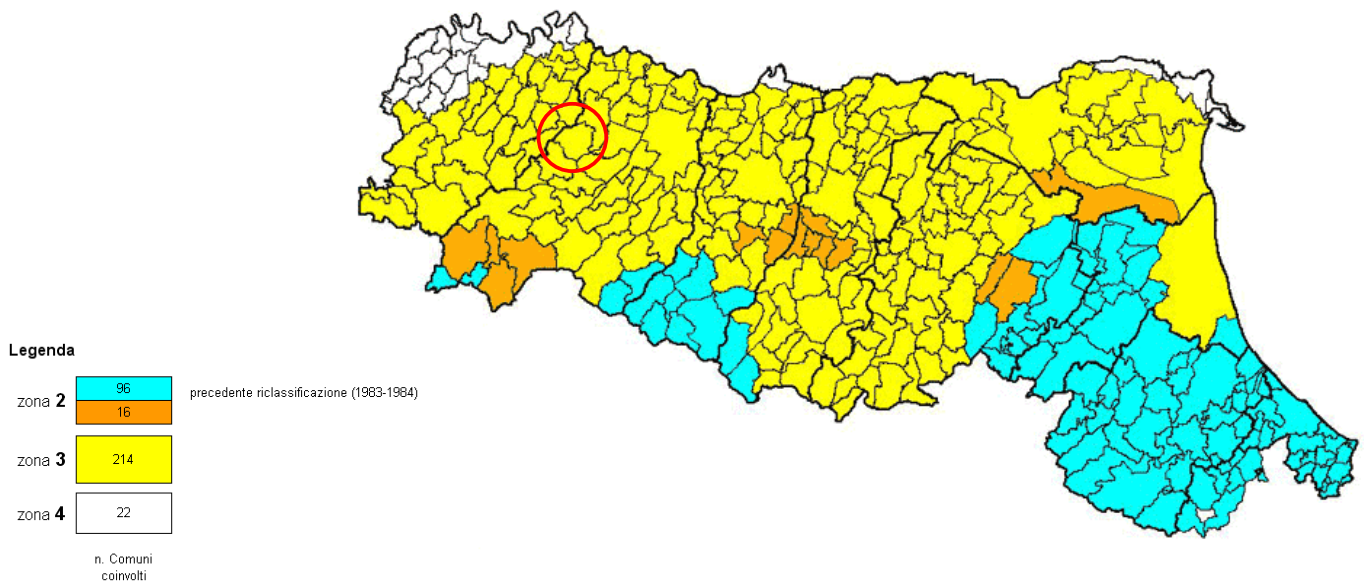 Legenda
zona 2
96
precedente riclassificazione (1983-1984)
16
zona 3
214
zona 4
22
n. Comuni
coinvolti